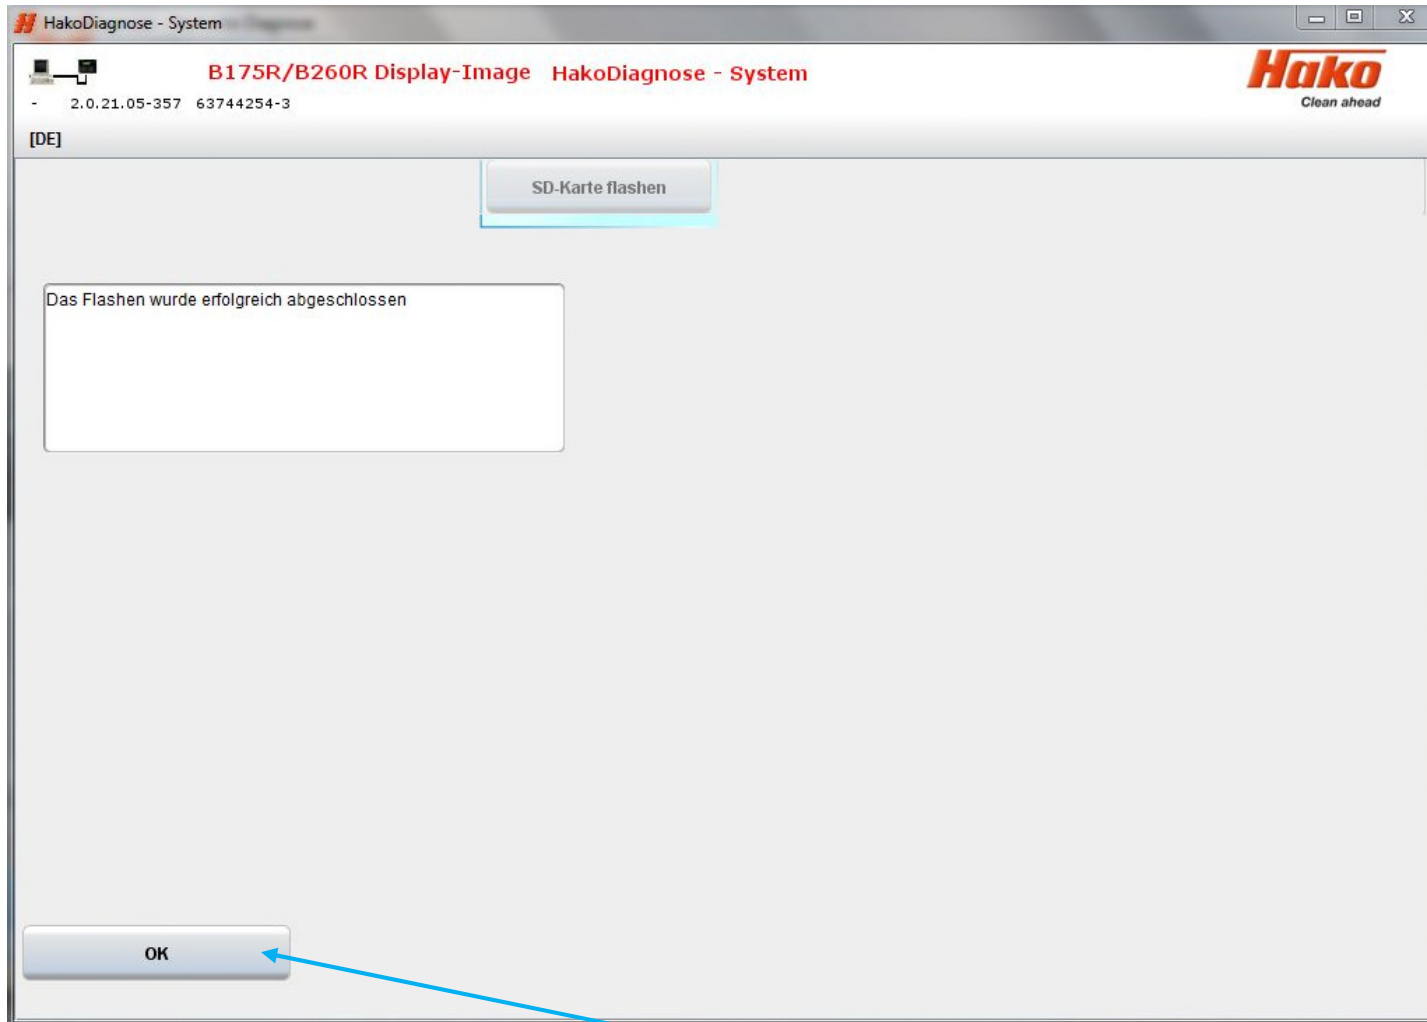 HakoDiagnose - System
B175R/B260R Display-Image HakoDiagnose - System
Hako
Clean ahead
- 2.0.21.05-357 63744254-3
[DE]
SD-Karte flashen
Das Flashen wurde erfolgreich abgeschlossen
OK